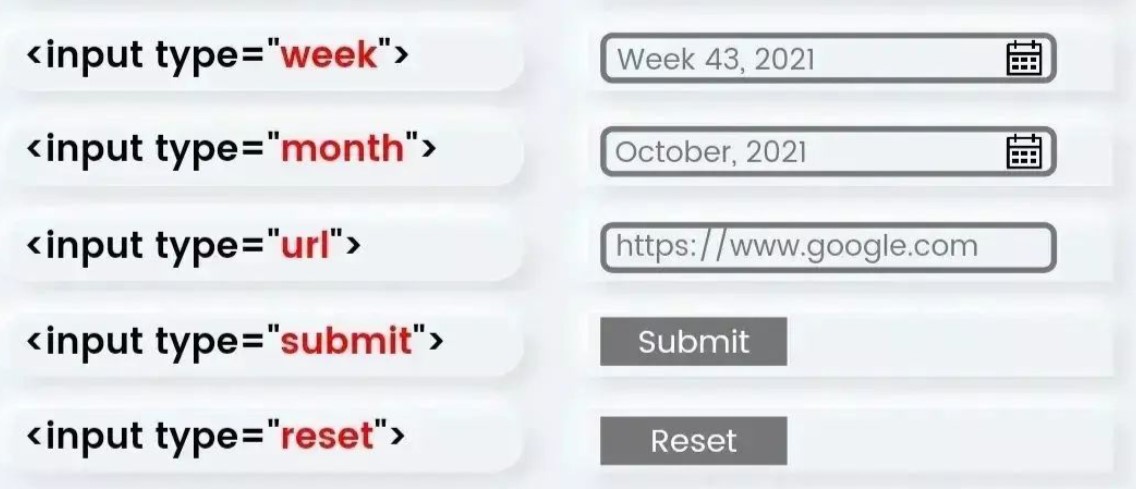 <input type="week">
Week 43, 2021
<input type="month">
October, 2021
<input type="url">
https://www.google.com
<input type="submit">
Submit
<input type="reset">
Reset